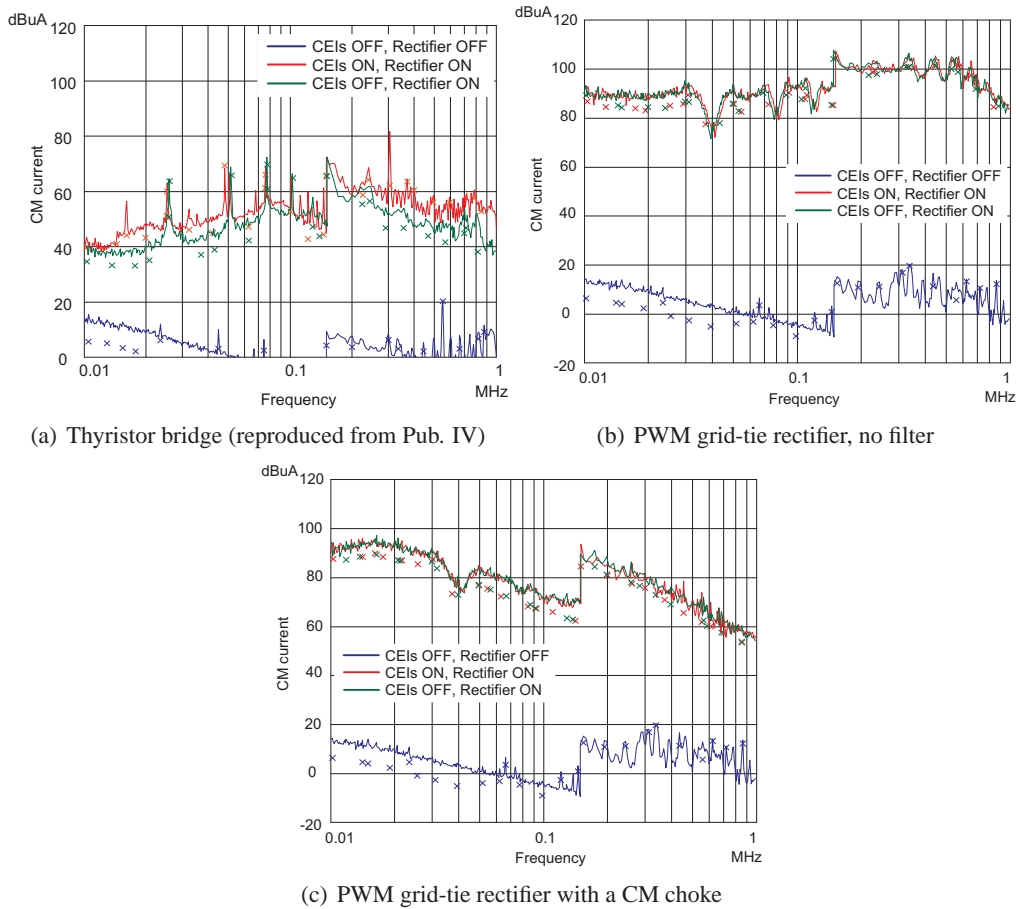 dBuA
120
100
80
60
40
20
0
CM current
CEIs OFF, Rectifier OFF
CEIs ON, Rectifier ON
CEIs OFF, Rectifier ON
0.01
0.1
1
Frequency
MHz
(a) Thyristor bridge (reproduced from Pub. IV)
dBuA
120
100
80
60
40
20
0
-20
CM current
CEIs OFF, Rectifier OFF
CEIs ON, Rectifier ON
CEIs OFF, Rectifier ON
0.01
0.1
1
Frequency
MHz
(b) PWM grid-tie rectifier, no filter
dBuA
120
100
80
60
40
20
0
-20
CM current
CEIs OFF, Rectifier OFF
CEIs ON, Rectifier ON
CEIs OFF, Rectifier ON
0.01
0.1
1
Frequency
MHz
(c) PWM grid-tie rectifier with a CM choke